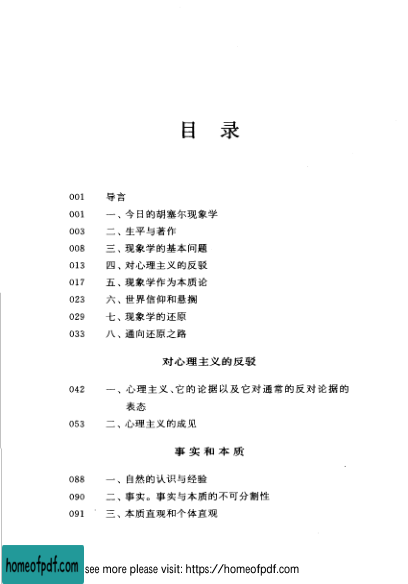 目 录
001 导言
001 一、今日的胡塞尔现象学
003 二、生平与著作
008 三、现象学的基本问题
013 四、对心理主义的反驳
017 五、现象学作为本质论
023 六、世界信仰和悬搁
029 七、现象学的还原
033 八、通向还原之路
对心理主义的反驳
042 一、心理主义、它的论据以及它对通常的反对论据的
表态
053 二、心理主义的成见
事实和本质
088 一、自然的认识与经验
090 二、事实。事实与本质的不可分割性
091 三、本质直观和个体直观
homeofpdf.com
see more please visit: https://homeofpdf.com